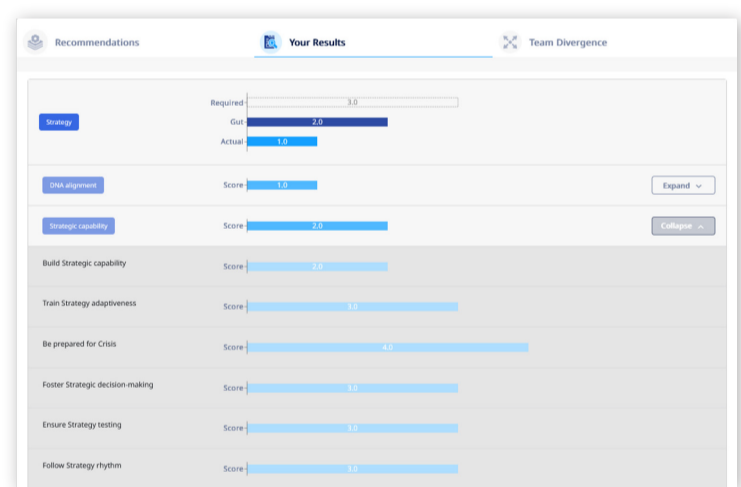 Recommendations
Your Results
Team Divergence
Strategy
Required
3.0
Gut
2.0
Actual
1.0
DNA alignment
Score
1.0
Expand
Strategic capability
Score
2.0
Collapse
Build Strategic capability
Score
2.0
Train Strategy adaptiveness
Score
3.0
Be prepared for Crisis
Score
4.0
Foster Strategic decision-making
Score
3.0
Ensure Strategy testing
Score
3.0
Follow Strategy rhythm
Score
3.0